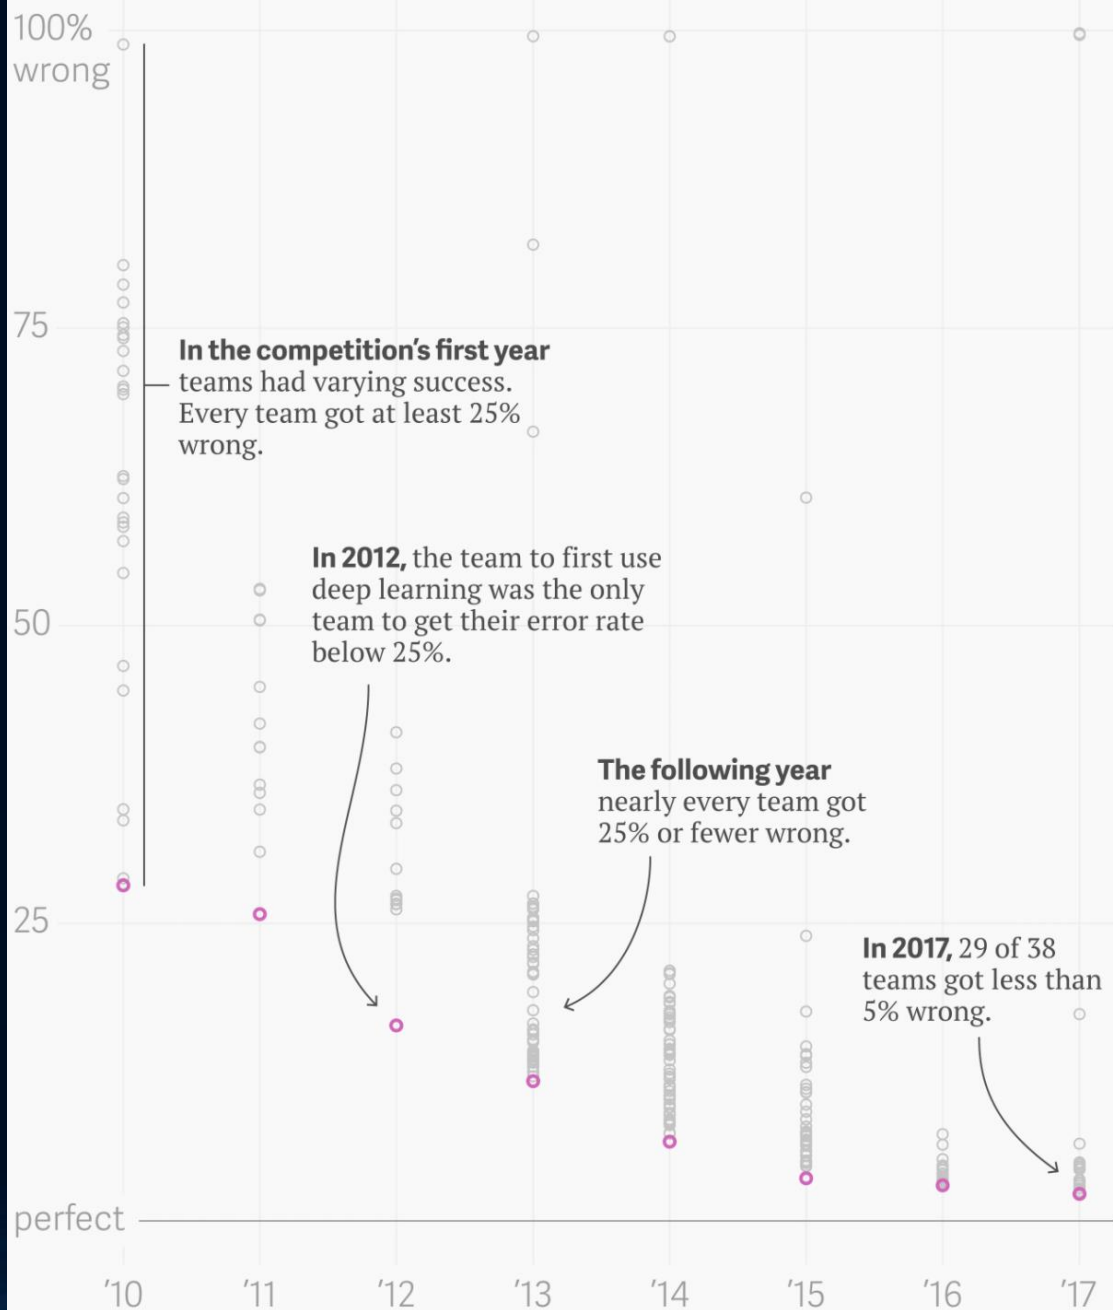 100%
wrong
75
In the competition's first year
teams had varying success.
Every team got at least 25%
wrong.
In 2012, the team to first use
deep learning was the only
team to get their error rate
below 25%.
50
The following year
nearly every team got
25% or fewer wrong.
25
In 2017, 29 of 38
teams got less than
5% wrong.
perfect
'10 '11 '12 '13 '14 '15 '16 '17